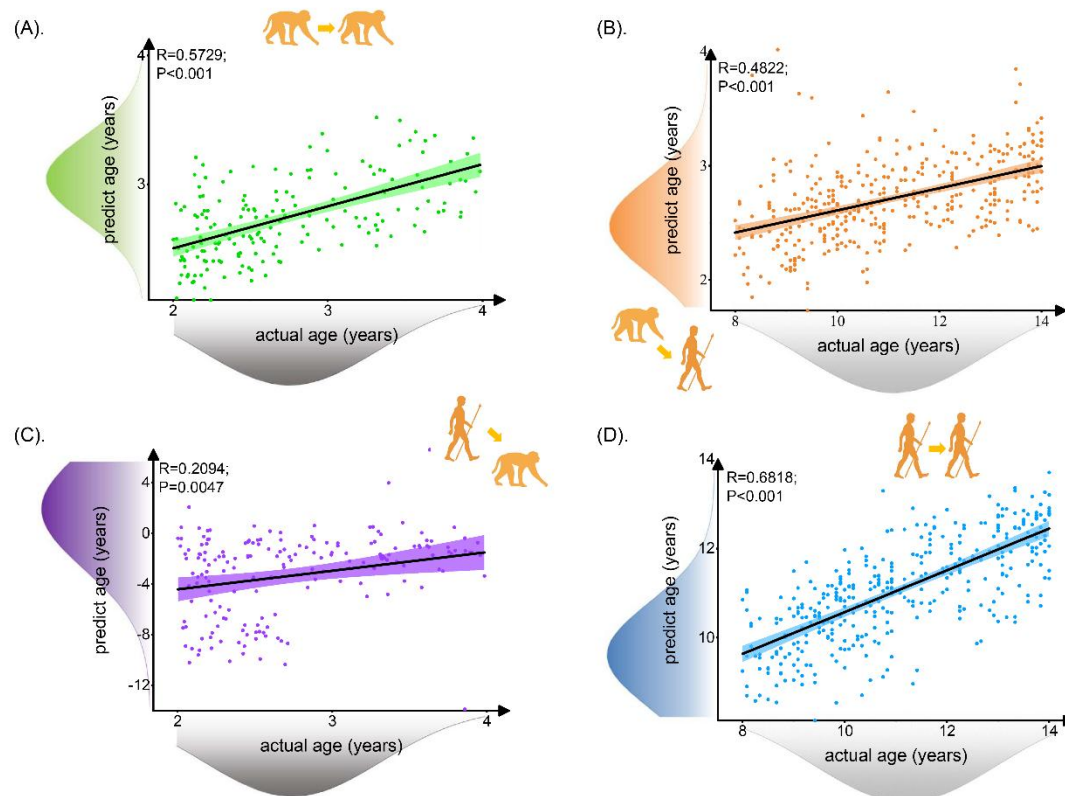 (A).
R=0.5729;
P<0.001
4
3
predict age (years)
2
3
4
actual age (years)
(B).
R=0.4822;
P<0.001
4
3
2
predict age (years)
8
10
12
14
actual age (years)
(C).
R=0.2094;
P=0.0047
4
0
-4
-8
-12
predict age (years)
2
3
4
actual age (years)
(D).
R=0.6818;
P<0.001
14
12
10
predict age (years)
8
10
12
14
actual age (years)